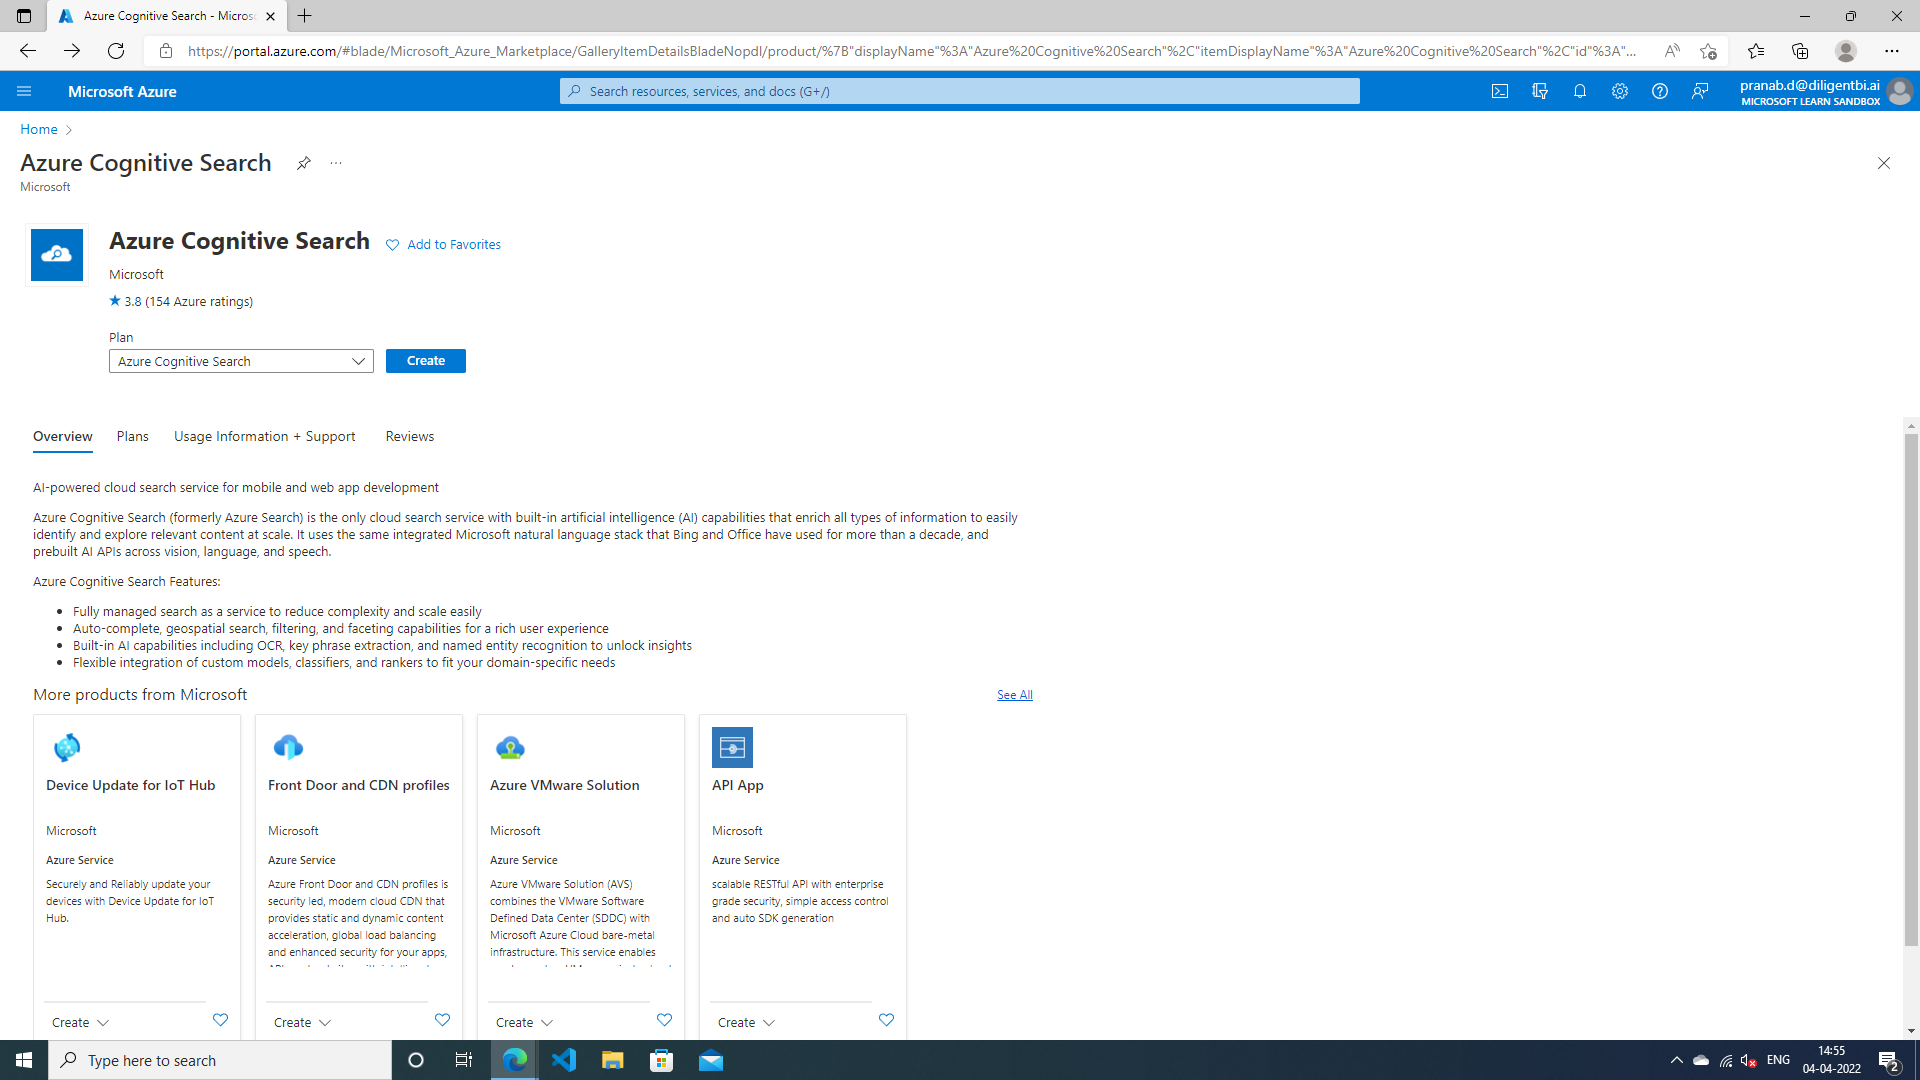 Azure Cognitive Search - Micros
https://portal.azure.com/#blade/Microsoft_Azure_Marketplace/GalleryItemDetailsBladeNopdl/product/%7B"displayName"%3A"Azure%20Cognitive%20Search"%2C"itemDisplayName"%3A"Azure%20Cognitive%20Search"%2C"id"%3A"...
Microsoft Azure
Search resources, services, and docs (G+/)
pranab.d@diligentbi.ai
MICROSOFT LEARN SANDBOX
Home
Azure Cognitive Search
Microsoft
Azure Cognitive Search
Add to Favorites
Microsoft
3.8 (154 Azure ratings)
Plan
Azure Cognitive Search
Create
Overview Plans Usage Information + Support Reviews
AI-powered cloud search service for mobile and web app development
Azure Cognitive Search (formerly Azure Search) is the only cloud search service with built-in artificial intelligence (AI) capabilities that enrich all types of information to easily
identify and explore relevant content at scale. It uses the same integrated Microsoft natural language stack that Bing and Office have used for more than a decade, and
prebuilt AI APIs across vision, language, and speech.
Azure Cognitive Search Features:
• Fully managed search as a service to reduce complexity and scale easily
• Auto-complete, geospatial search, filtering, and faceting capabilities for a rich user experience
• Built-in AI capabilities including OCR, key phrase extraction, and named entity recognition to unlock insights
• Flexible integration of custom models, classifiers, and rankers to fit your domain-specific needs
More products from Microsoft
See All
Device Update for IoT Hub
Microsoft
Azure Service
Securely and Reliably update your
devices with Device Update for IoT
Hub.
Create
Front Door and CDN profiles
Microsoft
Azure Service
Azure Front Door and CDN profiles is
security led, modern cloud CDN that
provides static and dynamic content
acceleration, global load balancing
and enhanced security for your apps,
Create
Azure VMware Solution
Microsoft
Azure Service
Azure VMware Solution (AVS)
combines the VMware Software
Defined Data Center (SDDC) with
Microsoft Azure Cloud bare-metal
infrastructure. This service enables
Create
API App
Microsoft
Azure Service
scalable RESTful API with enterprise
grade security, simple access control
and auto SDK generation
Create
Type here to search
ENG
14:55
04-04-2022
2